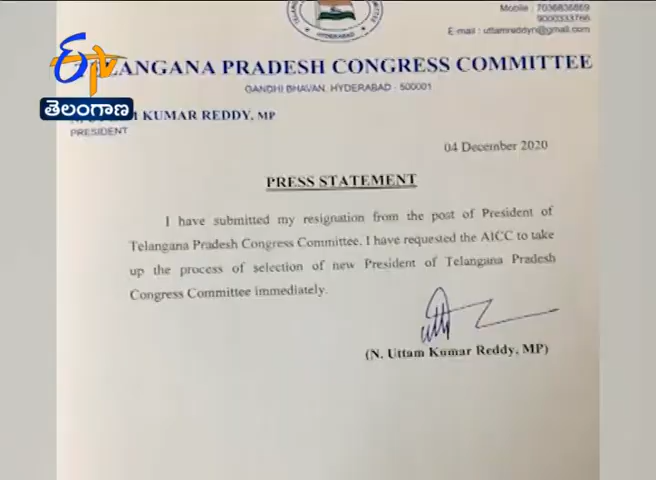 Mobile : 7036836869
9000333766
E-mail : uttamreddyn@gmail.com
HYDERABAD
ETV
తెలంగాణ
LANGANA PRADESH CONGRESS COMMITTEE
GANDHI BHAVAN, HYDERABAD - 500001
KUMAR REDDY, MP
PRESIDENT
04 December 2020
PRESS STATEMENT
I have submitted my resignation from the post of President of
Telangana Pradesh Congress Committee. I have requested the AICC to take
up the process of selection of new President of Telangana Pradesh
Congress Committee immediately.
(N. Uttam Kumar Reddy, MP)